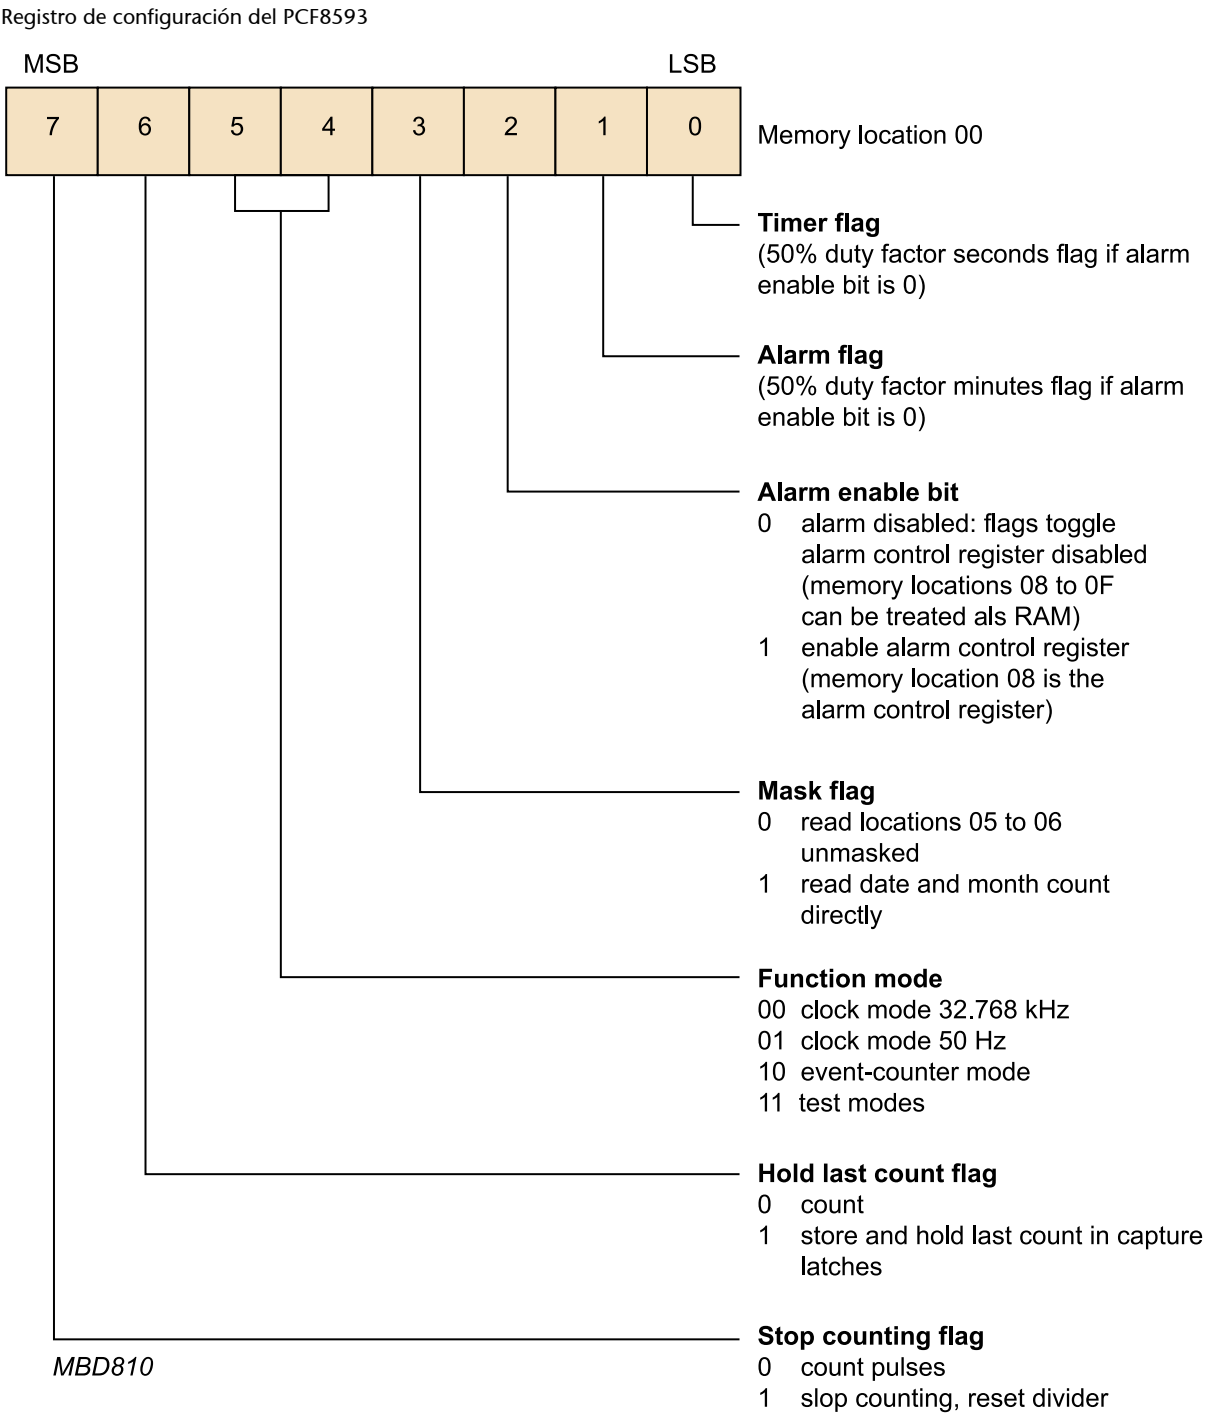 Registro de configuración del PCF8593
MSB
LSB
7 6 5 4 3 2 1 0
Memory location 00
Timer flag
(50% duty factor seconds flag if alarm
enable bit is 0)
Alarm flag
(50% duty factor minutes flag if alarm
enable bit is 0)
Alarm enable bit
0 alarm disabled: flags toggle
alarm control register disabled
(memory locations 08 to 0F
can be treated als RAM)
1 enable alarm control register
(memory location 08 is the
alarm control register)
Mask flag
0 read locations 05 to 06
unmasked
1 read date and month count
directly
Function mode
00 clock mode 32.768 kHz
01 clock mode 50 Hz
10 event-counter mode
11 test modes
Hold last count flag
0 count
1 store and hold last count in capture
latches
Stop counting flag
0 count pulses
1 slop counting, reset divider
MBD810